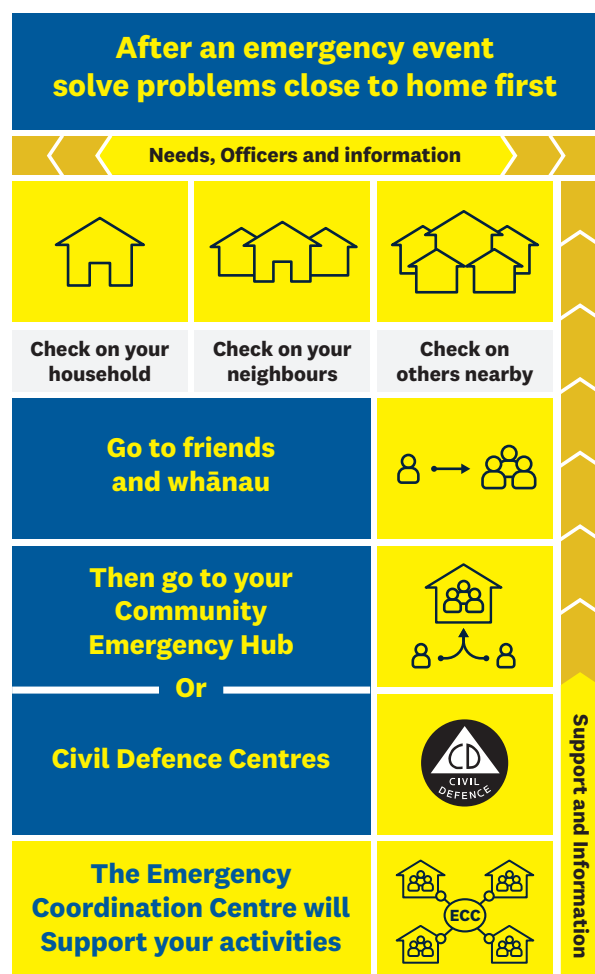 After an emergency event
solve problems close to home first
Needs, Officers and information
Check on your
household
Check on your
neighbours
Check on
others nearby
Go to friends
and whānau
Then go to your
Community
Emergency Hub
Or
Civil Defence Centres
CD
CIVIL
DEFENCE
The Emergency
Coordination Centre will
Support your activities
ECC
Support and Information